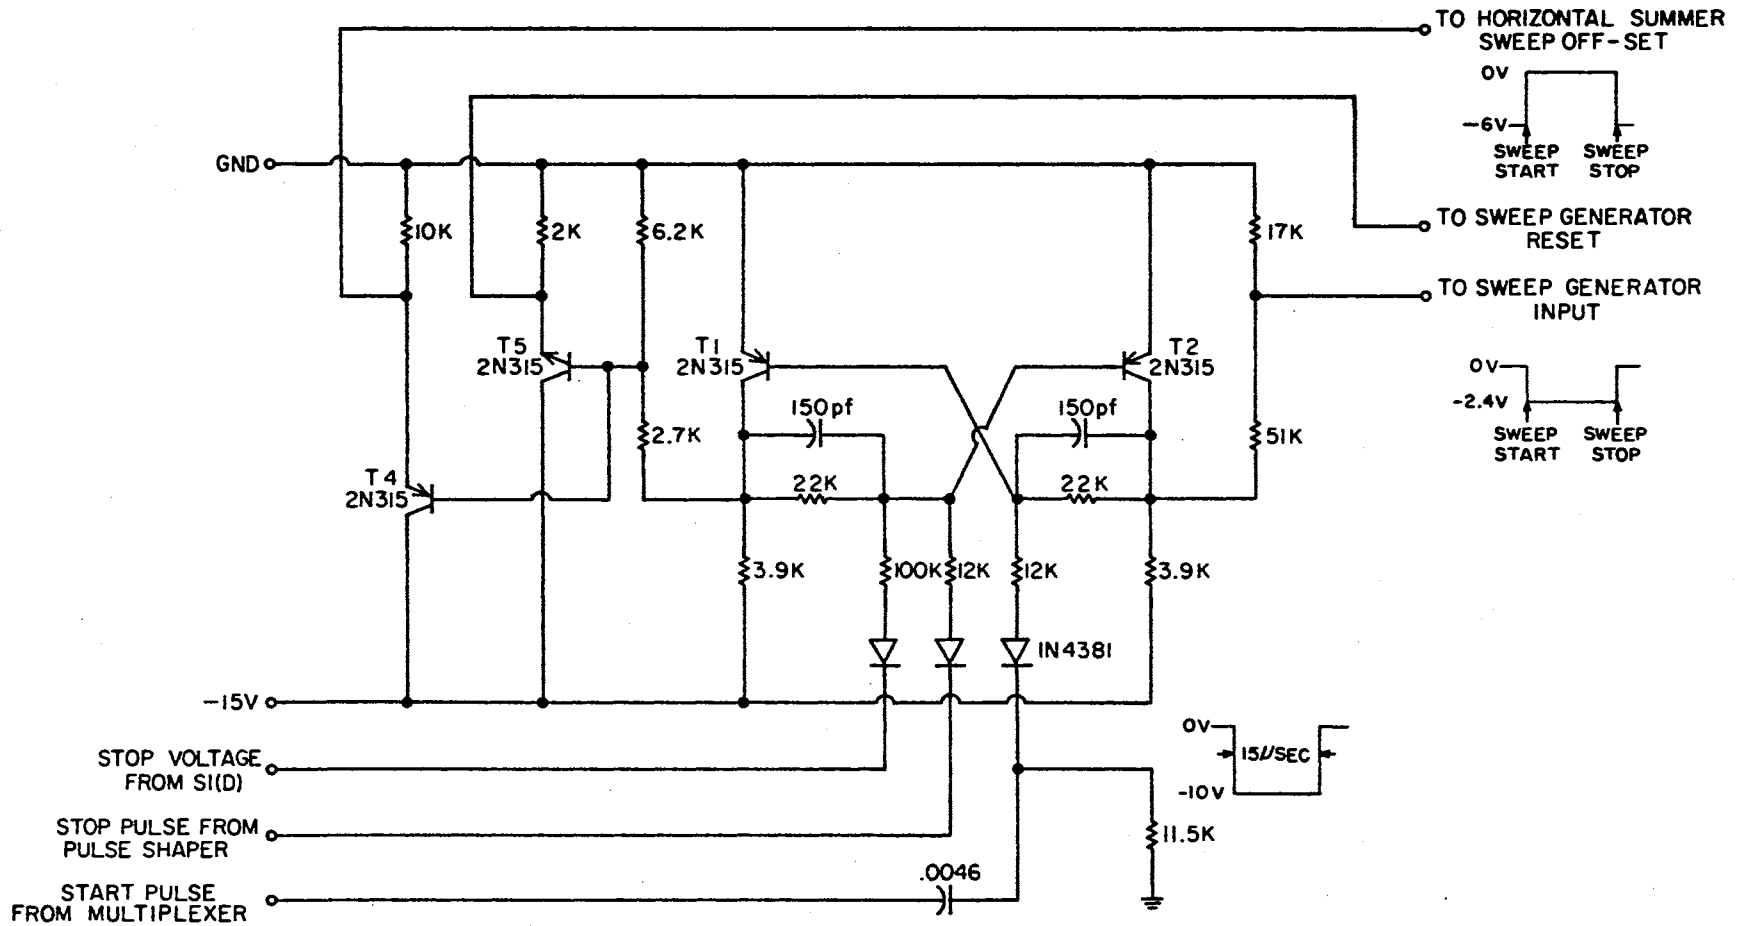 TO HORIZONTAL SUMMER
SWEEP OFF-SET
0V
-6V
SWEEP START
SWEEP STOP
GND
10K
2K
6.2K
17K
TO SWEEP GENERATOR
RESET
TO SWEEP GENERATOR
INPUT
T5
2N315
T1
2N315
T2
2N315
0V
-2.4V
SWEEP START
SWEEP STOP
150pf
150pf
2.7K
51K
T4
2N315
22K
22K
3.9K
100K
12K
12K
3.9K
1N4381
-15V
STOP VOLTAGE
FROM S1(D)
0V
15μSEC
-10V
STOP PULSE FROM
PULSE SHAPER
11.5K
.0046
START PULSE
FROM MULTIPLEXER